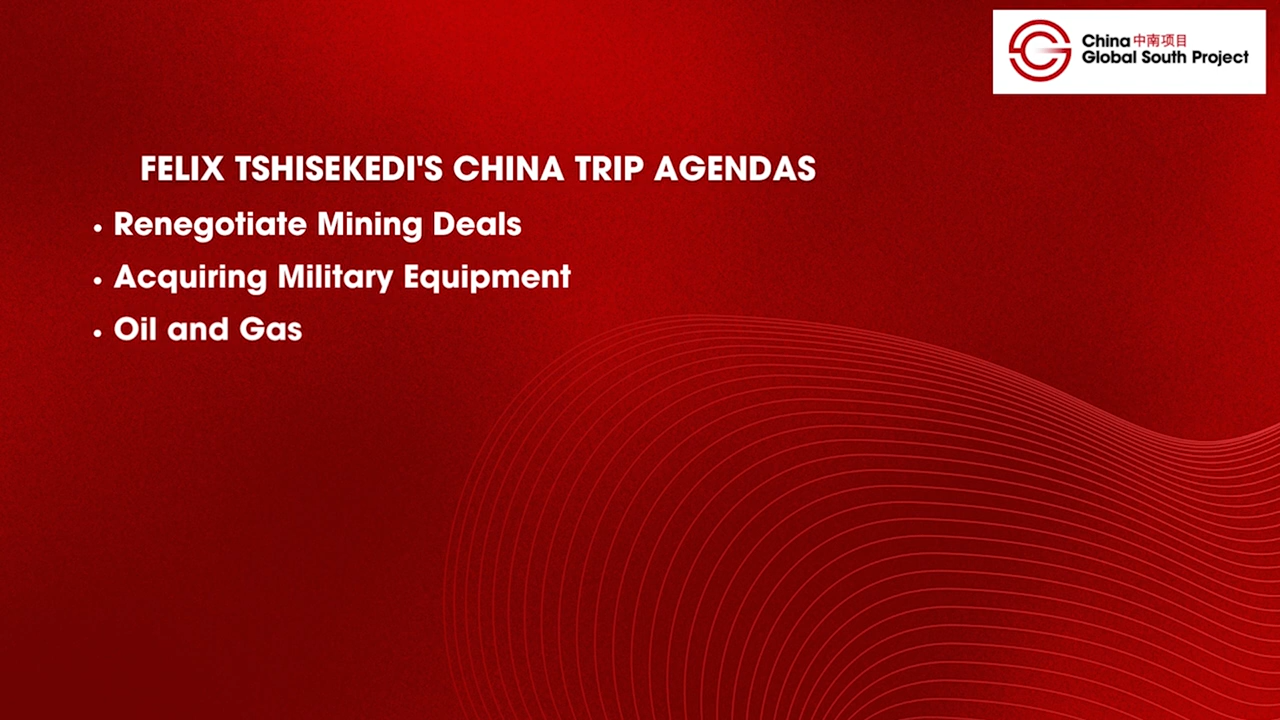 China 中南项目
Global South Project
FELIX TSHISEKEDI'S CHINA TRIP AGENDAS
• Renegotiate Mining Deals
• Acquiring Military Equipment
• Oil and Gas